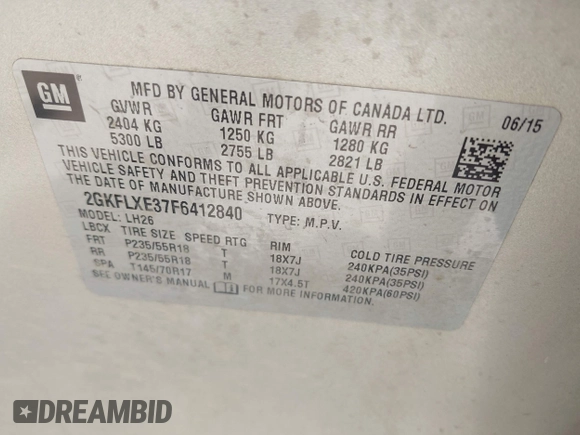 GM
MFD BY GENERAL MOTORS OF CANADA LTD.
GVWR GAWR FRT GAWR RR 06/15
2404 KG 1250 KG 1280 KG
5300 LB 2755 LB 2821 LB
THIS VEHICLE CONFORMS TO ALL APPLICABLE U.S. FEDERAL MOTOR
VEHICLE SAFETY AND THEFT PREVENTION STANDARDS IN EFFECT ON
THE DATE OF MANUFACTURE SHOWN ABOVE.
2GKFLXE37F6412840 TYPE: M.P.V.
MODEL: LH26
LBCX TIRE SIZE SPEED RTG RIM COLD TIRE PRESSURE
FRT P235/55R18 T 18X7J 240KPA(35PSI)
RR P235/55R18 T 18X7J 240KPA(35PSI)
SPA T145/70R17 M 17X4.5T 420KPA(60PSI)
SEE OWNER'S MANUAL FOR MORE INFORMATION.
DREAMBID